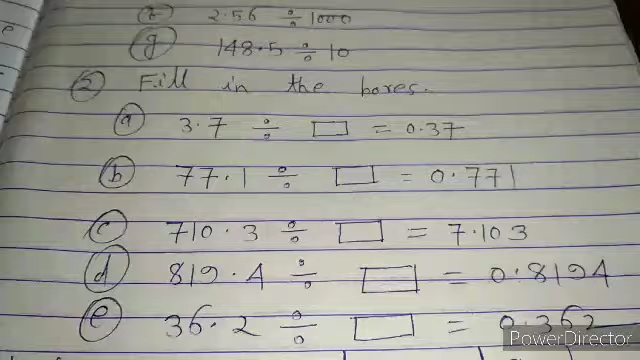 f 2.56 ÷ 1000
g 148.5 ÷ 10
2 Fill in the boxes.
a 3.7 ÷ □ = 0.37
b 77.1 ÷ □ = 0.771
c 710.3 ÷ □ = 7.103
d 819.4 ÷ □ = 0.8194
e 36.2 ÷ □ = 0.362
PowerDirector